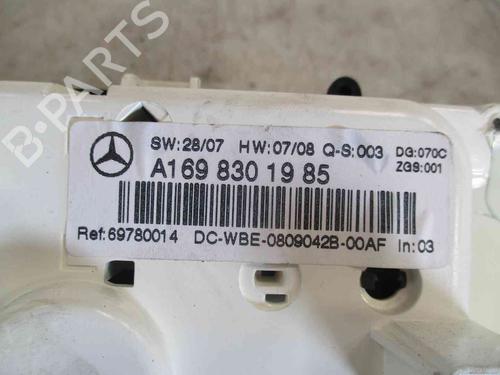 B-PARTS
SW:28/07 HW:07/08 Q-S:003 DG:070C
ZGS:001
A169 830 19 85
Ref:69780014 DC-WBE-0809042B-00AF In:03